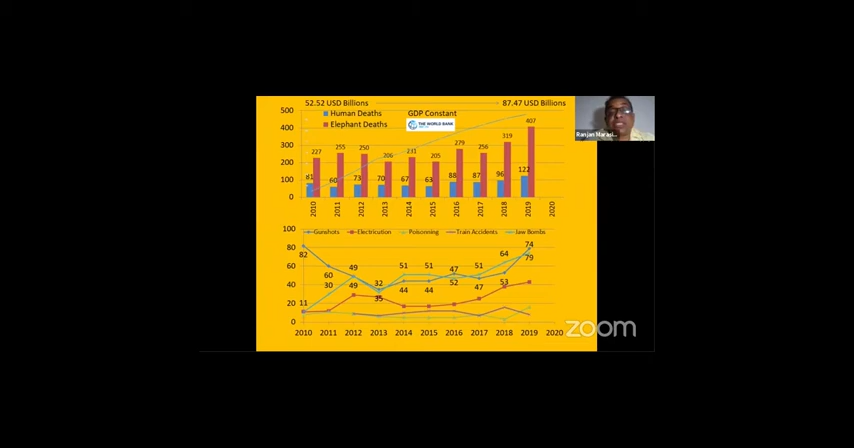 52.52 USD Billions 87.47 USD Billions
500
Human Deaths GDP Constant
Elephant Deaths THE WORLD BANK
400
300
200
100
0
227 255 250 206 231 205 279 256 319 407
81 60 73 70 67 63 88 87 96 122
2010 2011 2012 2013 2014 2015 2016 2017 2018 2019 2020
Ranjan Maras...
100
Gunshots Electricution Poisonning Train Accidents Jaw Bombs
80
60
40
20
0
82 60 49 32 51 51 47 51 64 74
11 30 49 35 44 44 52 47 53 79
2010 2011 2012 2013 2014 2015 2016 2017 2018 2019 2020
zoom